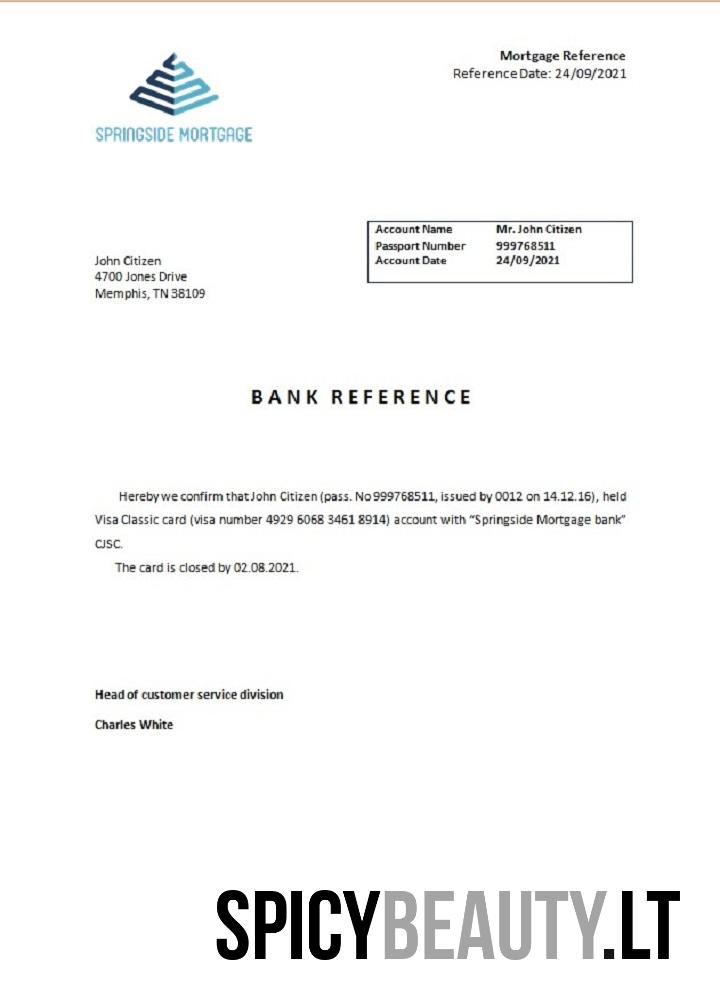 SPRINGSIDE MORTGAGE
Mortgage Reference
Reference Date: 24/09/2021
Account Name Mr. John Citizen
Passport Number 999768511
Account Date 24/09/2021
John Citizen
4700 Jones Drive
Memphis, TN 38109
BANK REFERENCE
Hereby we confirm that John Citizen (pass. No 999768511, issued by 0012 on 14.12.16), held
Visa Classic card (visa number 4929 6068 3461 8914) account with “Springside Mortgage bank”
CJSC.
The card is closed by 02.08.2021.
Head of customer service division
Charles White
SPICYBEAUTY.LT